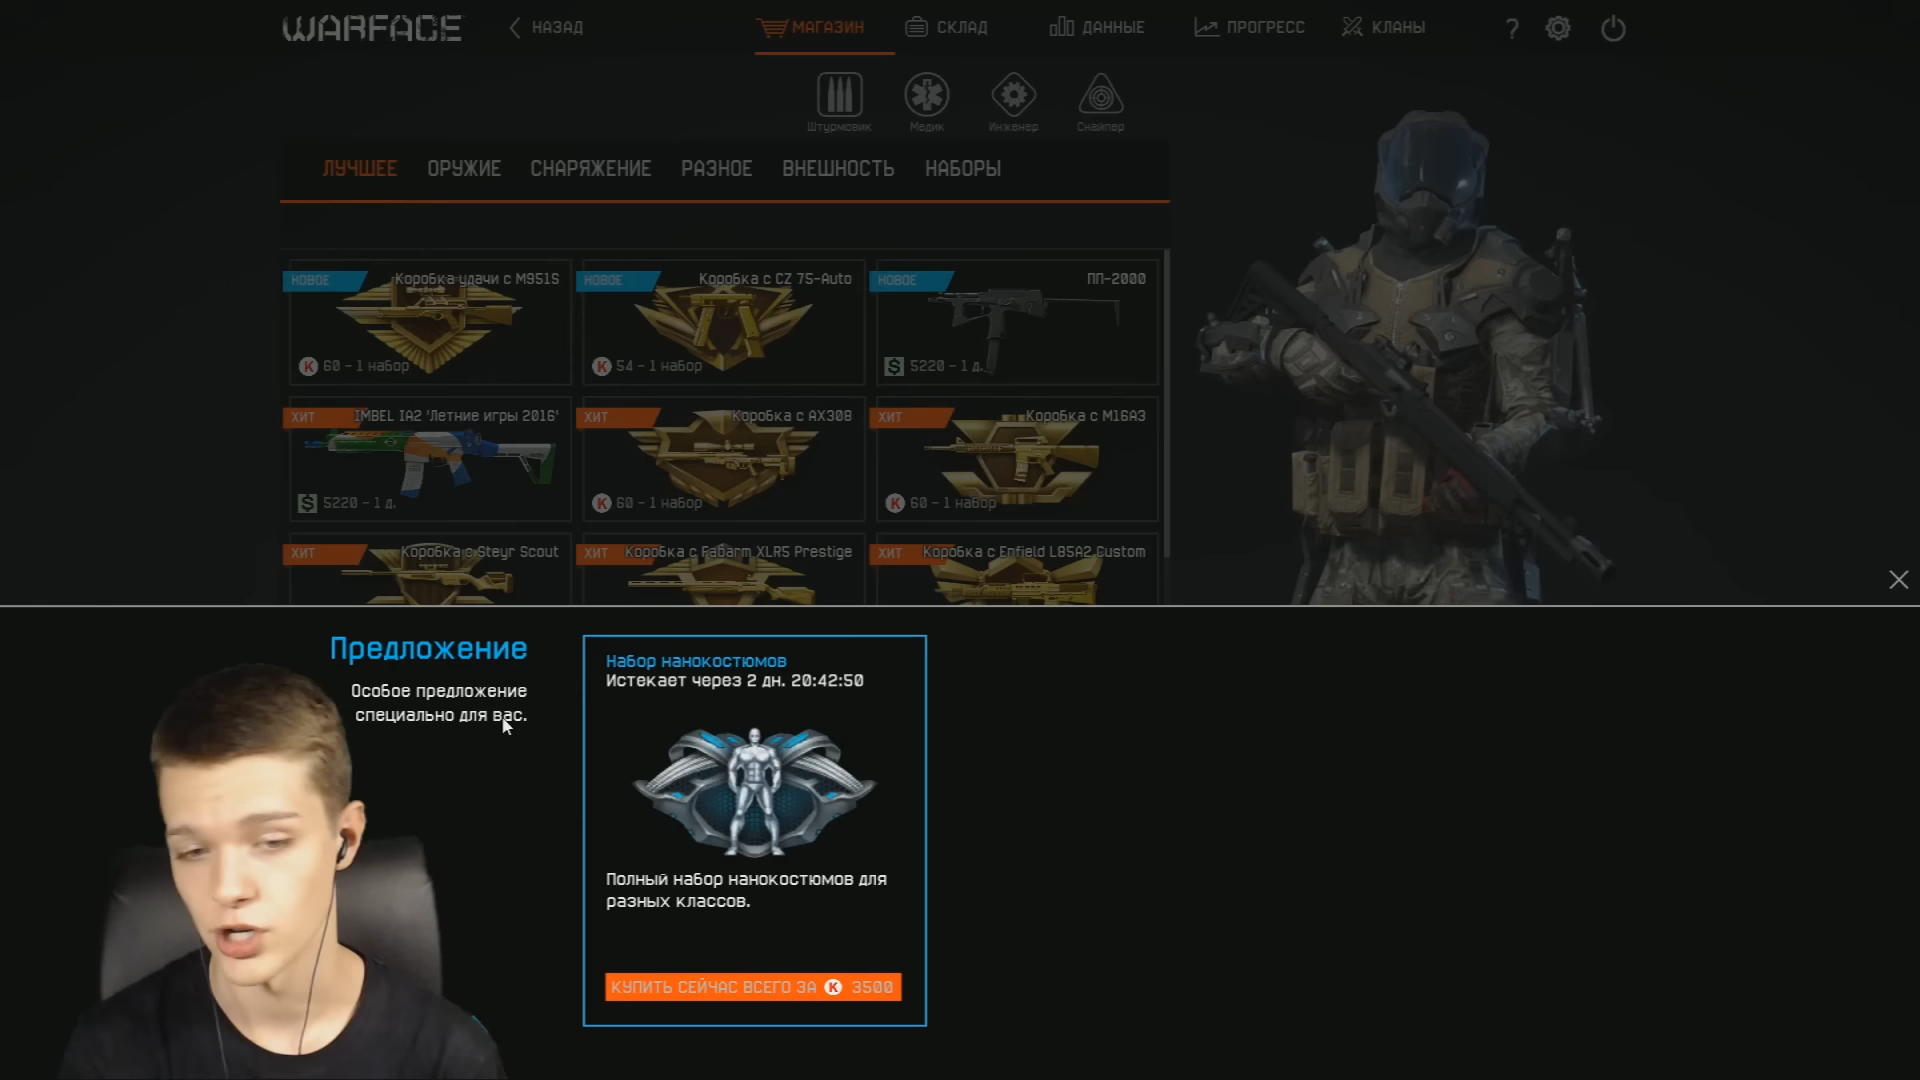 WARFACE
НАЗАД
МАГАЗИН
СКЛАД
ДАННЫЕ
ПРОГРЕСС
КЛАНЫ
?
Штурмовик
Медик
Инженер
Снайпер
ЛУЧШЕЕ
ОРУЖИЕ
СНАРЯЖЕНИЕ
РАЗНОЕ
ВНЕШНОСТЬ
НАБОРЫ
НОВОЕ
Коробка удачи с M951S
K 60 - 1 набор
НОВОЕ
Коробка с CZ 75-Auto
K 54 - 1 набор
НОВОЕ
ПП-2000
$ 5220 - 1 д.
ХИТ
IMBEL IA2 'Летние игры 2016'
$ 5220 - 1 д.
ХИТ
Коробка с AX308
K 60 - 1 набор
ХИТ
Коробка с M16A3
K 60 - 1 набор
ХИТ
Коробка с Steyr Scout
ХИТ
Коробка с Fabarm XLR5 Prestige
ХИТ
Коробка с Enfield L85A2 Custom
Предложение
Особое предложение
специально для вас.
Набор нанокостюмов
Истекает через 2 дн. 20:42:50
Полный набор нанокостюмов для
разных классов.
КУПИТЬ СЕЙЧАС ВСЕГО ЗА K 3500